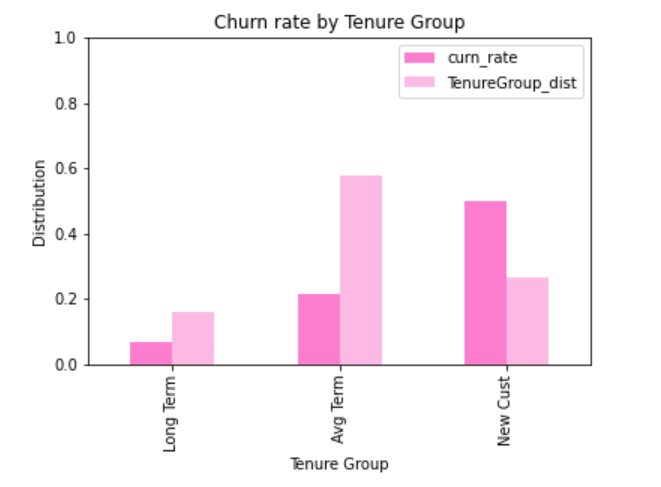 Churn rate by Tenure Group
1.0
0.8
0.6
0.4
0.2
0.0
Distribution
curn_rate
TenureGroup_dist
Long Term
Avg Term
New Cust
Tenure Group